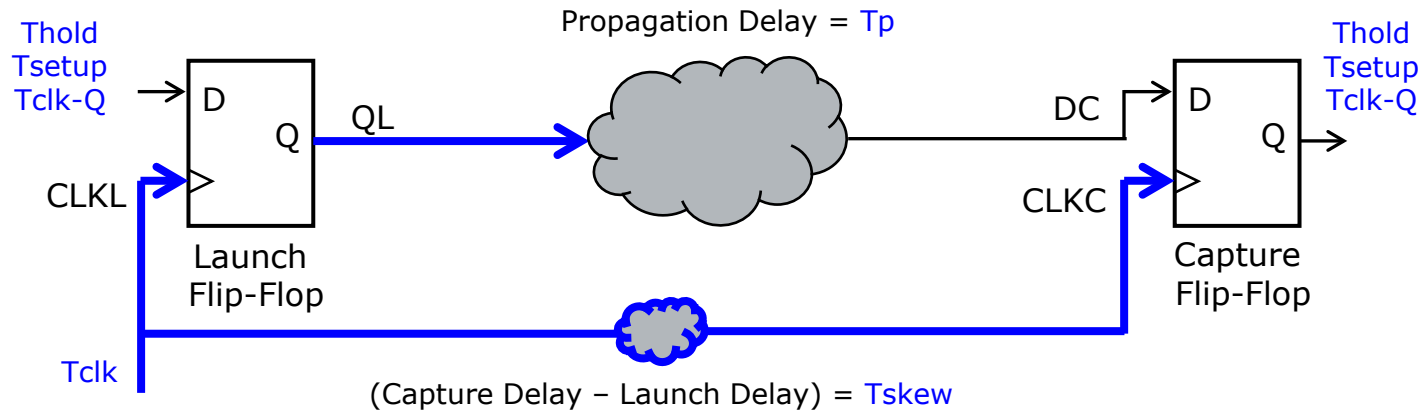 Propagation Delay = Tp
Thold
Tsetup
Tclk-Q
D
Q
QL
CLKL
Launch
Flip-Flop
Tclk
DC
CLKC
Thold
Tsetup
Tclk-Q
D
Q
Capture
Flip-Flop
(Capture Delay – Launch Delay) = Tskew